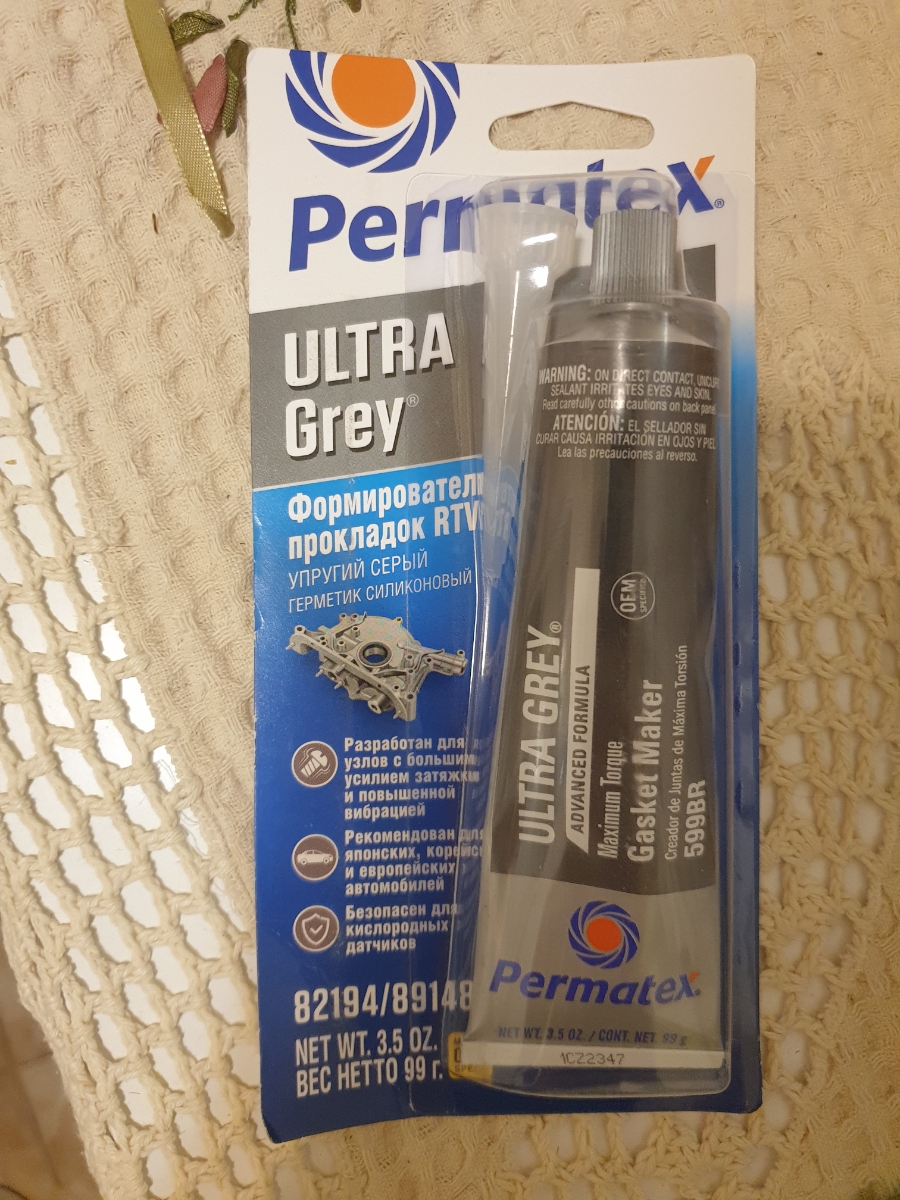 Permatex®
ULTRA
Grey®
Формирователь
прокладок RTV
УПРУГИЙ СЕРЫЙ
ГЕРМЕТИК СИЛИКОНОВЫЙ
Разработан для
узлов с большим
усилием затяжки
и повышенной
вибрацией
Рекомендован для
японских, корейс
и европейских
автомобилей
Безопасен для
кислородных
датчиков
82194/89148
NET WT. 3.5 OZ.
ВЕС НЕТТО 99 г.
WARNING: ON DIRECT CONTACT, UNCUR
SEALANT IRRITATES EYES AND SKIN.
Read carefully other cautions on back panel
ATENCIÓN: EL SELLADOR SIN
CURAR CAUSA IRRITACIÓN EN OJOS Y PIEL
Lea las precauciones al reverso.
OEM
SPECIFIED
ULTRA GREY®
ADVANCED FORMULA
Maximum Torque
Gasket Maker
Creador de Juntas de Máxima Torsión
599BR
Permatex®
NET WT. 3.5 OZ. / CONT. NET. 99 g
1CZ2347